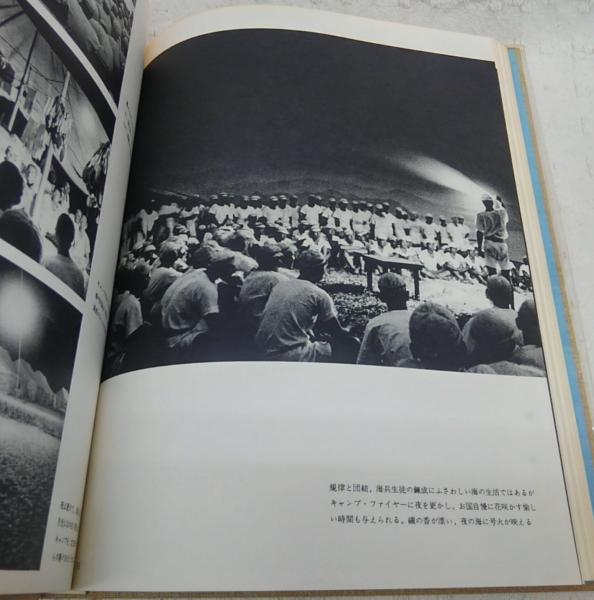 規律と団結，海兵生徒の錬成にふさわしい海の生活ではあるが
キャンプ・ファイヤーに夜を更かし，お国自慢に花咲かす愉し
い時間も与えられる。磯の香が漂い，夜の海に号火が映える